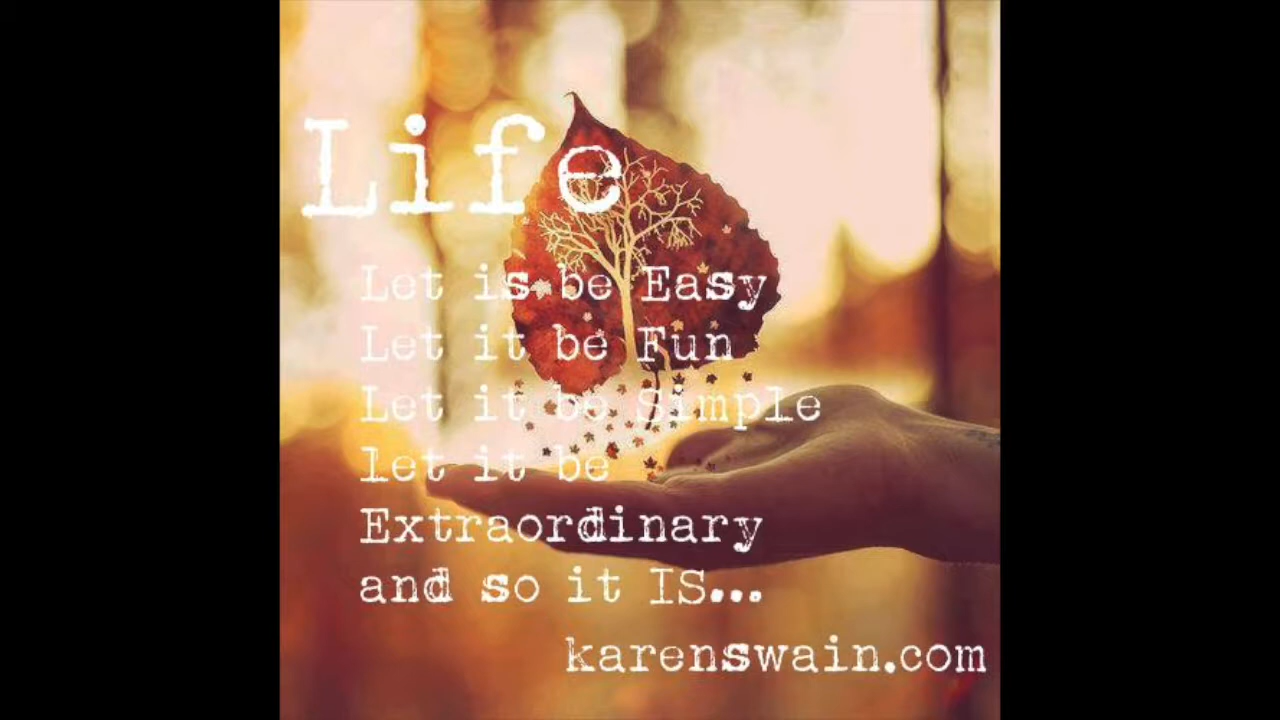 Life
Let is be Easy
Let it be Fun
Let it be Simple
let it be
Extraordinary
and so it IS...
karenswain.com